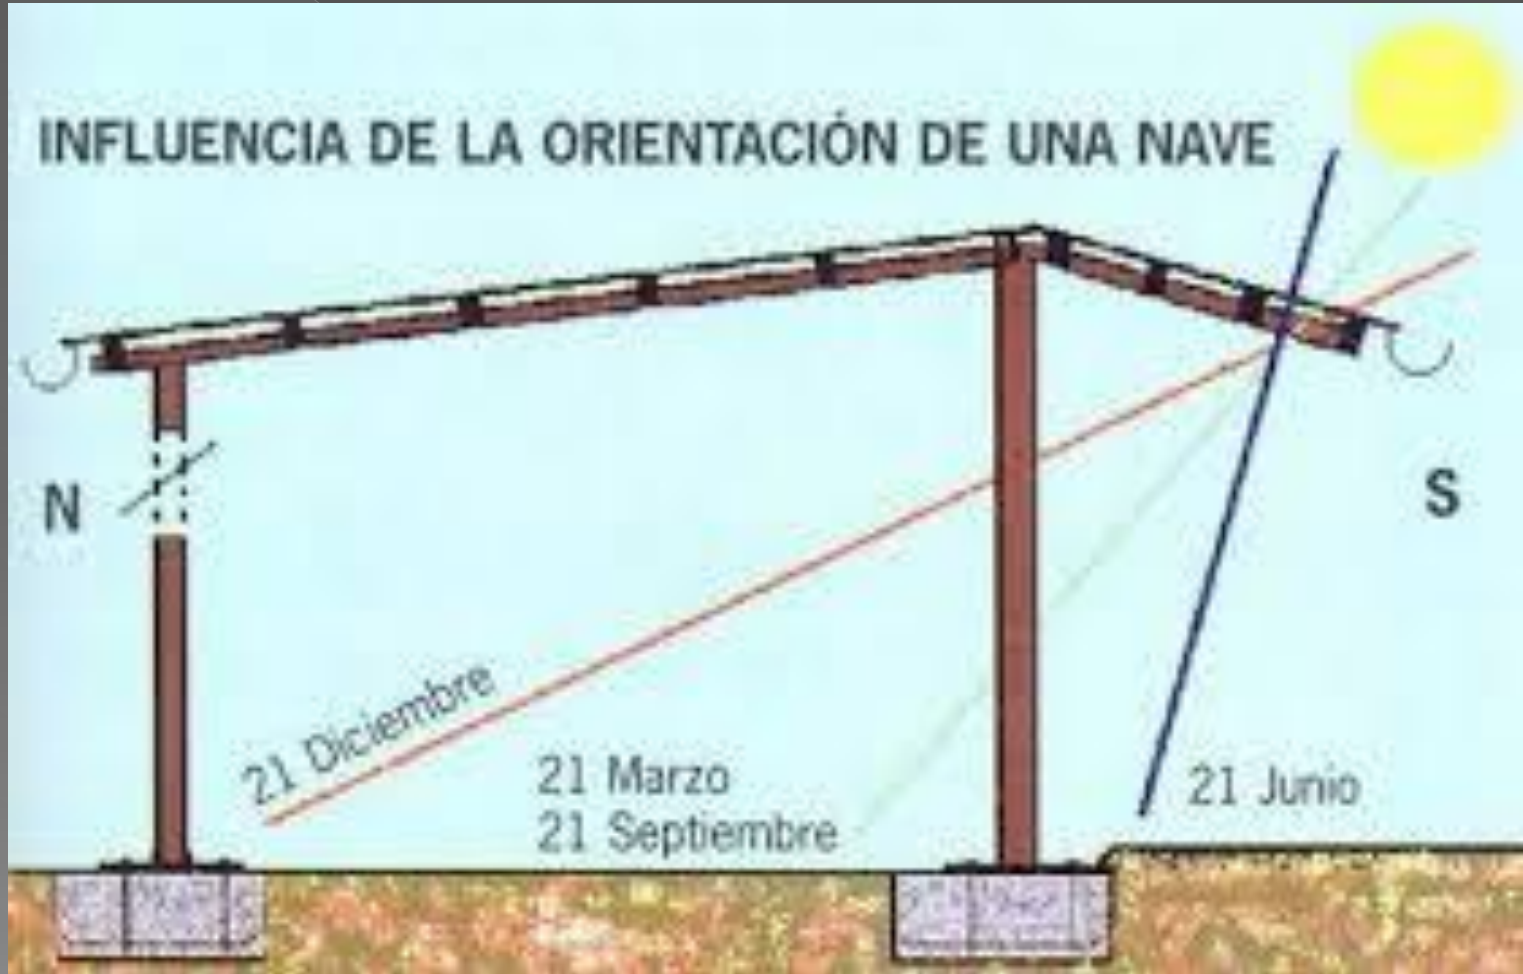 INFLUENCIA DE LA ORIENTACIÓN DE UNA NAVE
N
S
21 Diciembre
21 Marzo
21 Septiembre
21 Junio